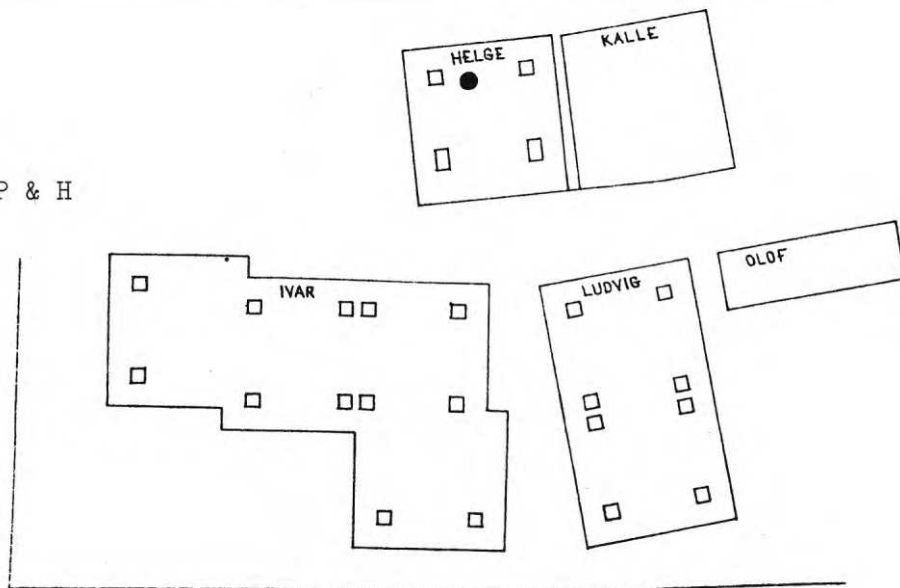 HELGE
KALLE
P & H
IVAR
LUDVIG
OLOF